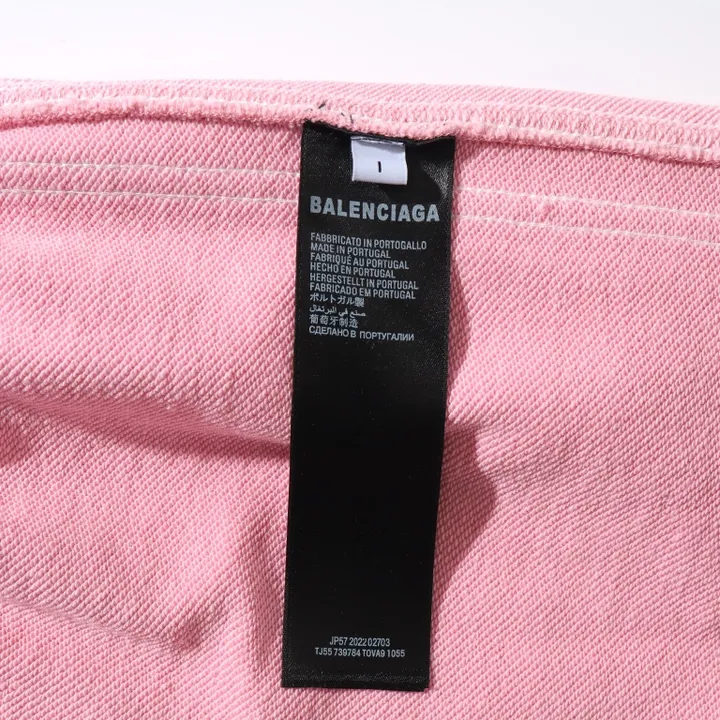 1
BALENCIAGA
FABBRICATO IN PORTOGALLO
MADE IN PORTUGAL
FABRIQUÉ AU PORTUGAL
HECHO EN PORTUGAL
HERGESTELLT IN PORTUGAL
FABRICADO EM PORTUGAL
ポルトガル製
صنع في البرتغال
葡萄牙制造
СДЕЛАНО В ПОРТУГАЛИИ
JP57 202202703
TJ55 739784 TOVA9 1055